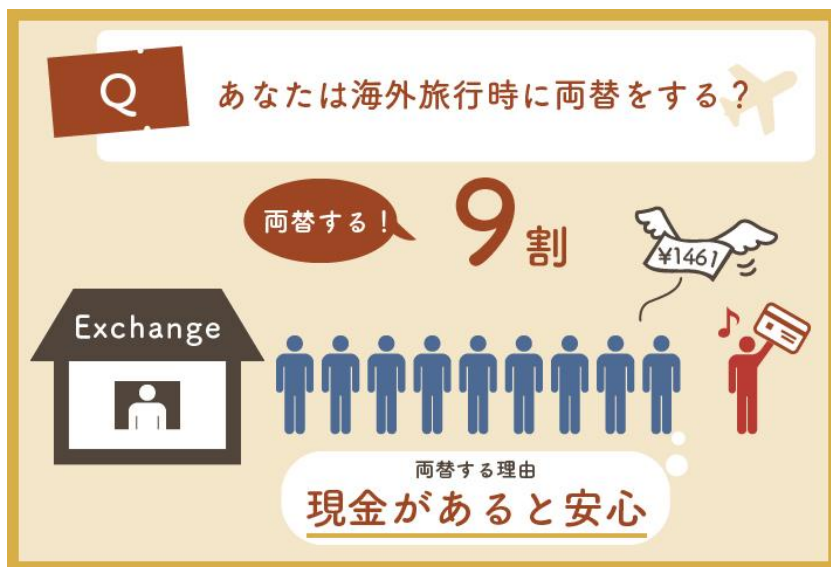 Q
あなたは海外旅行時に両替をする？
両替する！
9割
¥1461
Exchange
両替する理由
現金があると安心